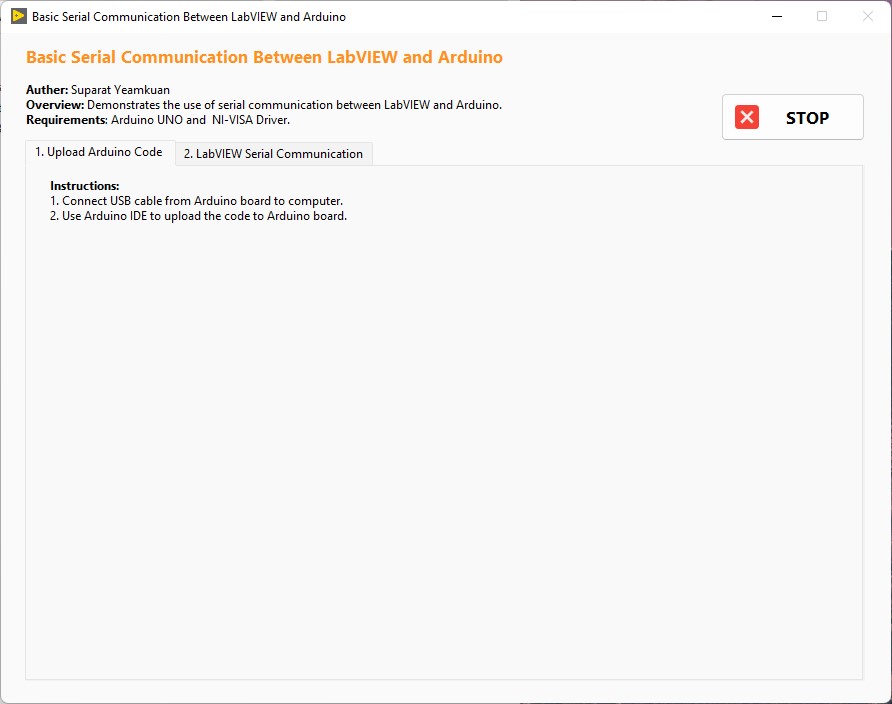 Basic Serial Communication Between LabVIEW and Arduino
Basic Serial Communication Between LabVIEW and Arduino
Auther: Suparat Yeamkuan
Overview: Demonstrates the use of serial communication between LabVIEW and Arduino.
Requirements: Arduino UNO and  NI-VISA Driver.
STOP
1. Upload Arduino Code
2. LabVIEW Serial Communication
Instructions:
1. Connect USB cable from Arduino board to computer.
2. Use Arduino IDE to upload the code to Arduino board.